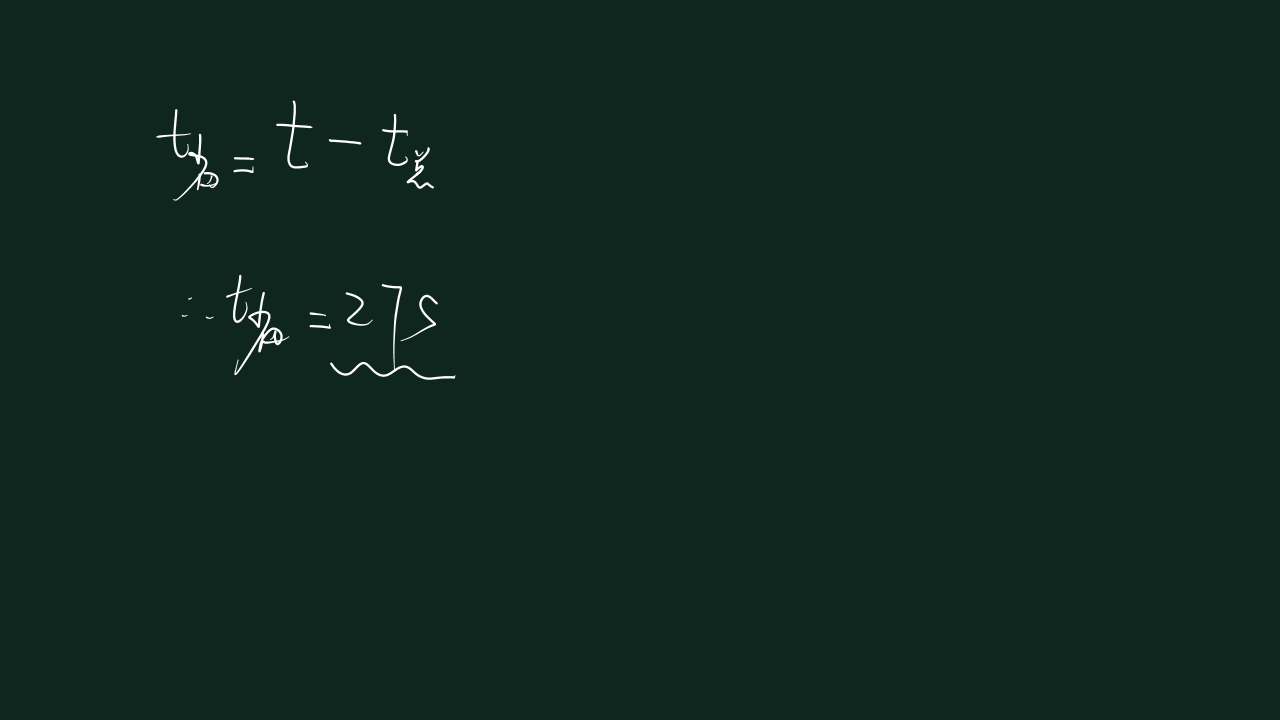 t = t - t
∴ t = 27s